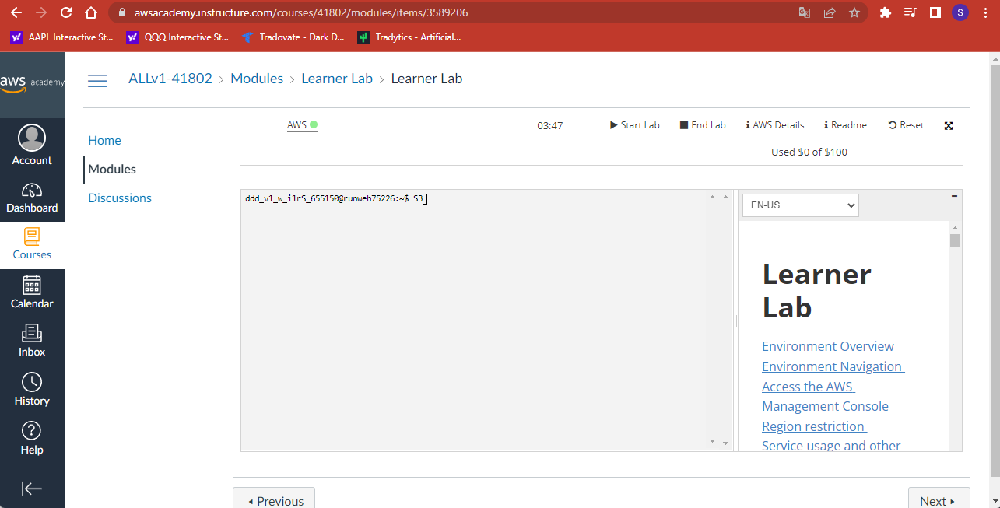 awsacademy.instructure.com/courses/41802/modules/items/3589206
S
AAPL Interactive St... QQQ Interactive St... Tradovate - Dark D... Tradytics - Artificial...
aws academy
ALLv1-41802 > Modules > Learner Lab > Learner Lab
AWS 03:47 Start Lab End Lab AWS Details Readme Reset
Used $0 of $100
Account
Dashboard
Courses
Calendar
Inbox
History
Help
Home
Modules
Discussions
ddd_v1_w_i1rS_655150@runweb75226:~$ S3
EN-US
Learner
Lab
Environment Overview
Environment Navigation
Access the AWS
Management Console
Region restriction
Service usage and other
Previous
Next